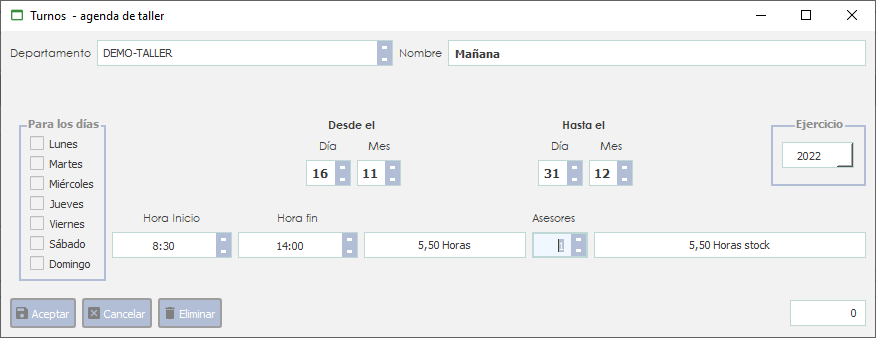 Turnos - agenda de taller
Departamento DEMO-TALLER Nombre Mañana
Para los días Desde el Hasta el Ejercicio
Lunes Día Mes Día Mes
Martes 16 11 31 12 2022
Miércoles
Jueves
Viernes Hora Inicio Hora fin Asesores
Sábado 8:30 14:00 5,50 Horas 1 5,50 Horas stock
Domingo
Aceptar Cancelar Eliminar 0